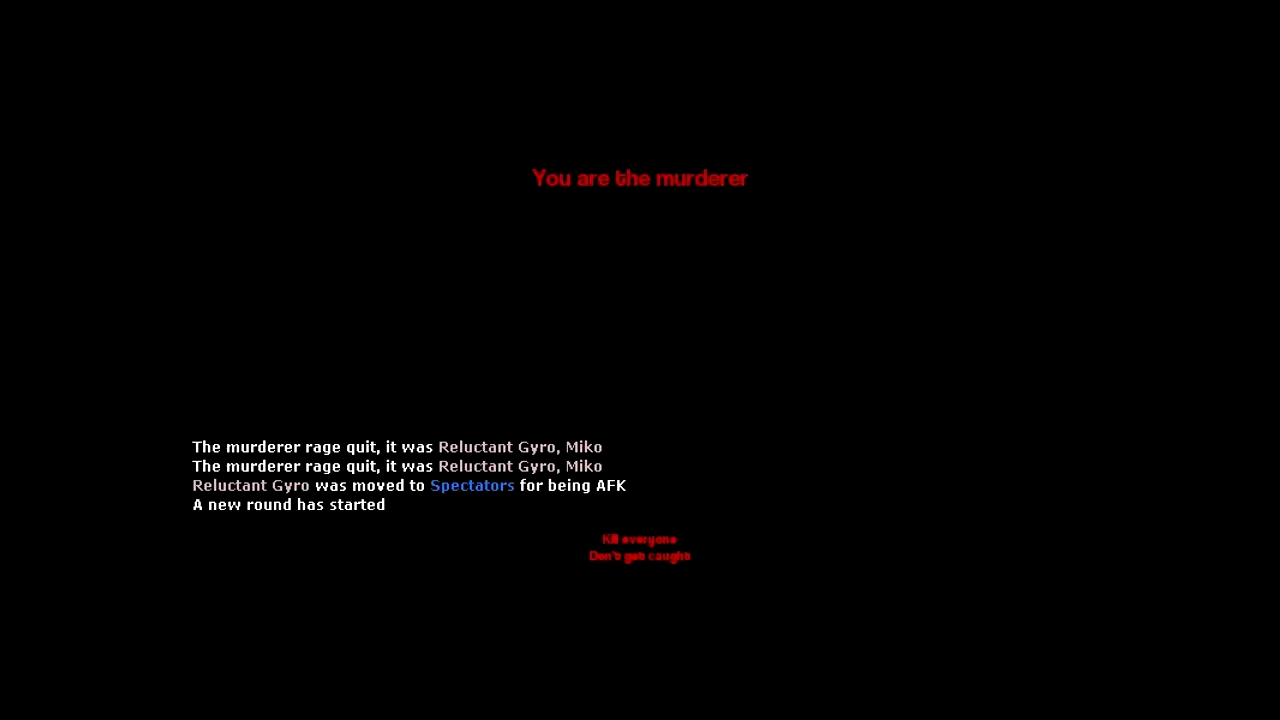 You are the murderer
The murderer rage quit, it was Reluctant Gyro, Miko
The murderer rage quit, it was Reluctant Gyro, Miko
Reluctant Gyro was moved to Spectators for being AFK
A new round has started
Kill everyone
Don't get caught